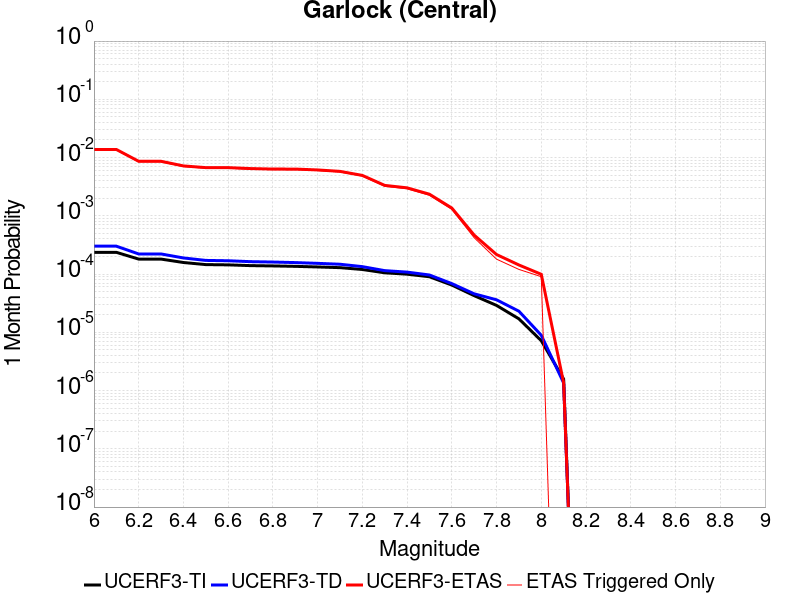 Garlock (Central)
10 0
10 -1
10 -2
10 -3
10 -4
10 -5
10 -6
10 -7
10 -8
1 Month Probability
6 6.2 6.4 6.6 6.8 7 7.2 7.4 7.6 7.8 8 8.2 8.4 8.6 8.8 9
Magnitude
UCERF3-TI UCERF3-TD UCERF3-ETAS ETAS Triggered Only